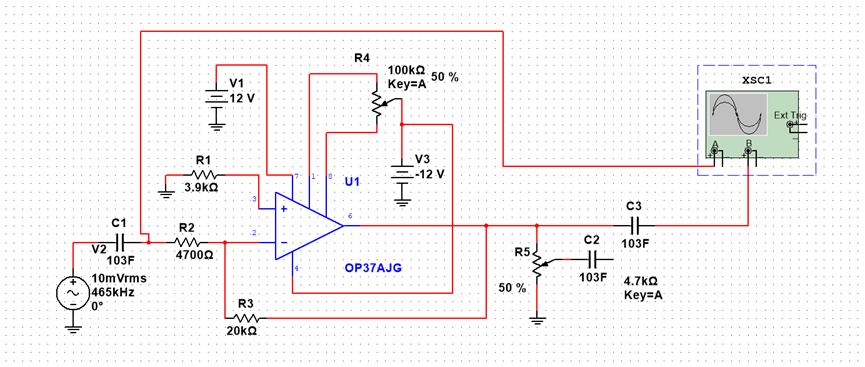 XSC1
Ext Trig
+
_
A
B
+ _
+ _
R4
100kΩ
50 %
Key=A
V1
12 V
V3
-12 V
R1
3.9kΩ
7
1
8
U1
3
+
2
−
6
4
OP37AJG
C1
103F
R2
4700Ω
V2
10mVrms
465kHz
0°
+
~
−
R3
20kΩ
C3
103F
R5
50 %
C2
103F
4.7kΩ
Key=A